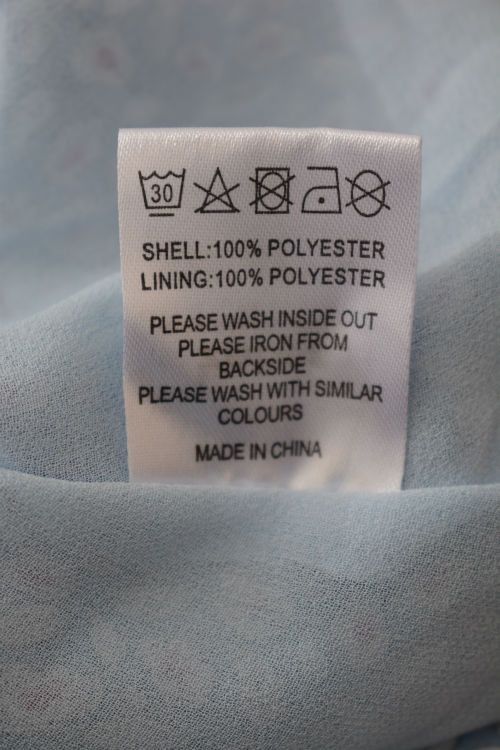 30
SHELL:100% POLYESTER
LINING:100% POLYESTER
PLEASE WASH INSIDE OUT
PLEASE IRON FROM
BACKSIDE
PLEASE WASH WITH SIMILAR
COLOURS
MADE IN CHINA